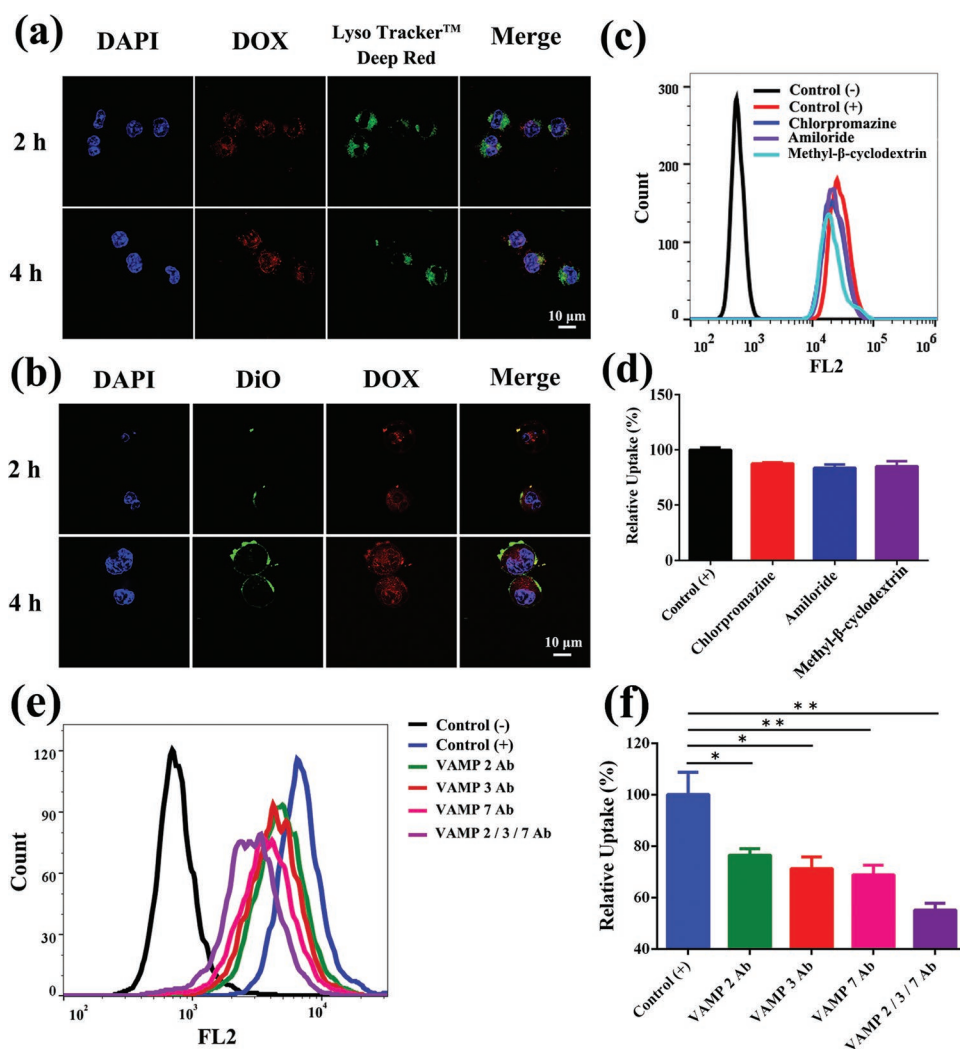 (a)
DAPI
DOX
Lyso Tracker™
Deep Red
Merge
2 h
4 h
10 μm
(b)
DAPI
DiO
DOX
Merge
2 h
4 h
10 μm
(c)
300
200
100
0
Count
10² 10³ 10⁴ 10⁵ 10⁶
FL2
Control (-)
Control (+)
Chlorpromazine
Amiloride
Methyl-β-cyclodextrin
(d)
Relative Uptake (%)
150
100
50
0
Control (+)
Chlorpromazine
Amiloride
Methyl-β-cyclodextrin
(e)
Count
120
90
60
30
0
10² 10³ 10⁴
FL2
Control (-)
Control (+)
VAMP 2 Ab
VAMP 3 Ab
VAMP 7 Ab
VAMP 2 / 3 / 7 Ab
(f)
Relative Uptake (%)
120
100
80
60
40
* *
* *
*
*
Control (+)
VAMP 2 Ab
VAMP 3 Ab
VAMP 7 Ab
VAMP 2 / 3 / 7 Ab